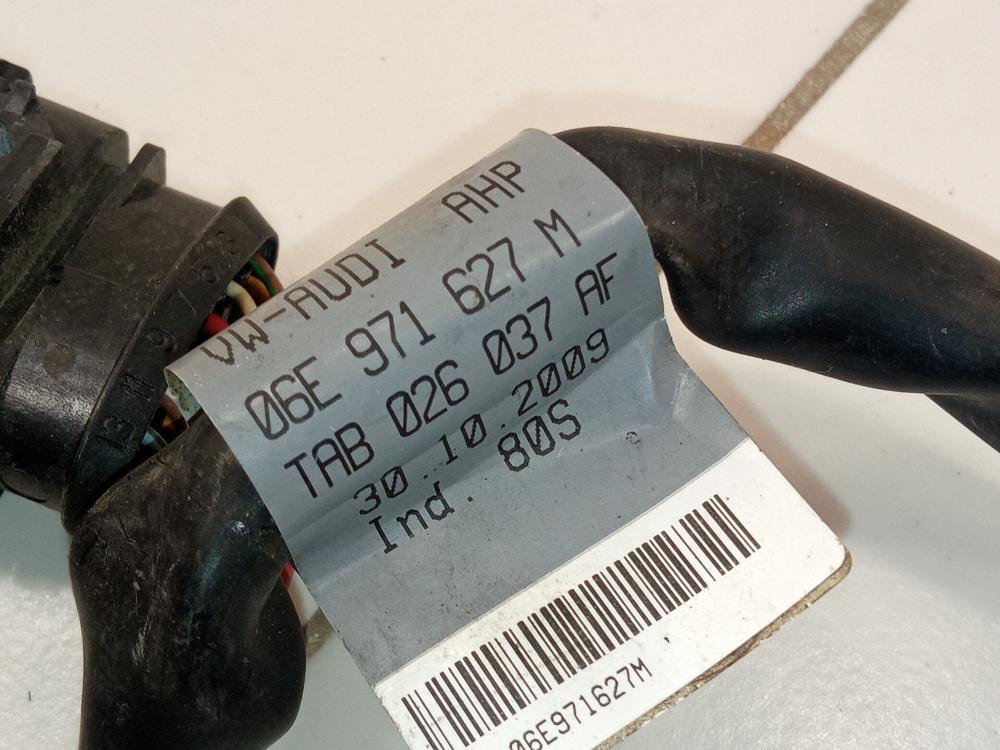 VW-AUDI AHP
06E 971 627 M
TAB 026 037 AF
30.10.2009
Ind. 80S
06E971627M